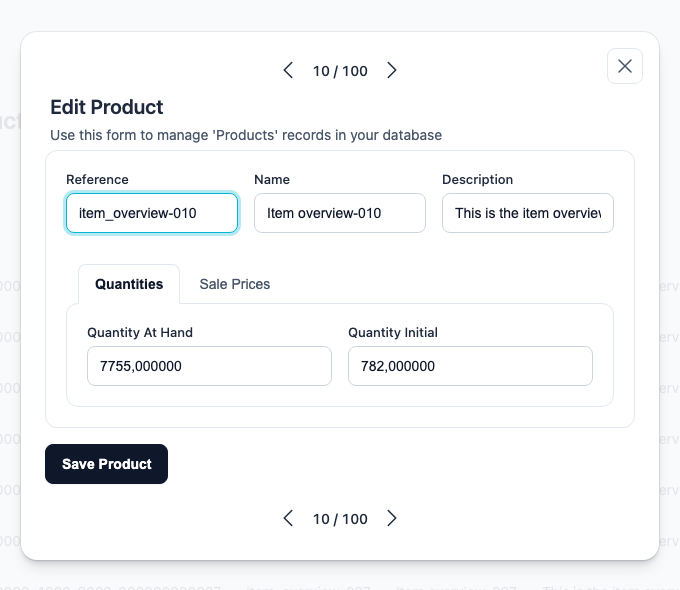 10 / 100
Edit Product
Use this form to manage 'Products' records in your database
Reference
Name
Description
item_overview-010
Item overview-010
This is the item
Quantities
Sale Prices
Quantity At Hand
Quantity Initial
7755,000000
782,000000
Save Product
10 / 100